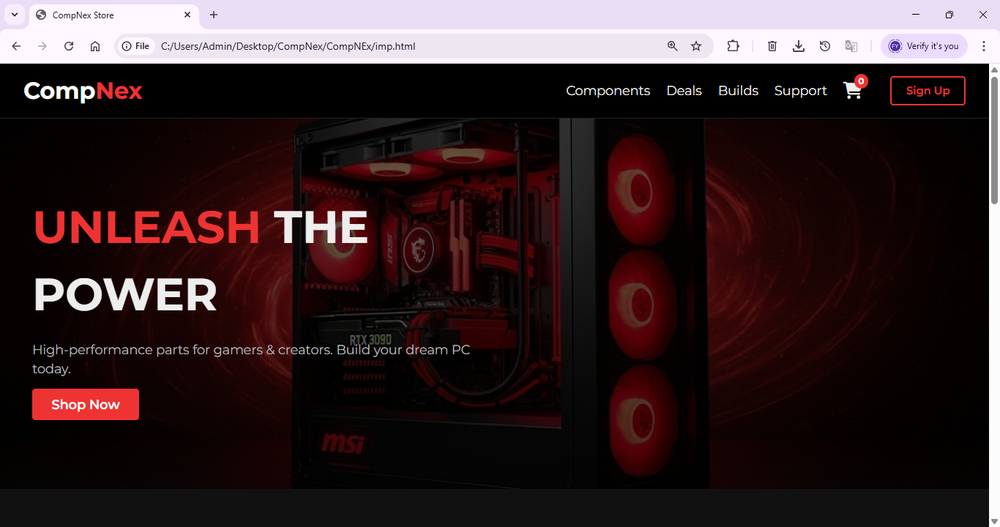 CompNex Store
File
C:/Users/Admin/Desktop/CompNex/CompNEx/imp.html
FY
Verify it's you
CompNex
Components
Deals
Builds
Support
0
Sign Up
UNLEASH THE
POWER
RTX 3090
High-performance parts for gamers & creators. Build your dream PC
today.
Shop Now
msi
msi